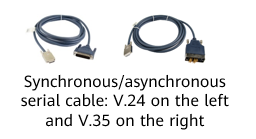 Synchronous/asynchronous
serial cable: V.24 on the left
and V.35 on the right